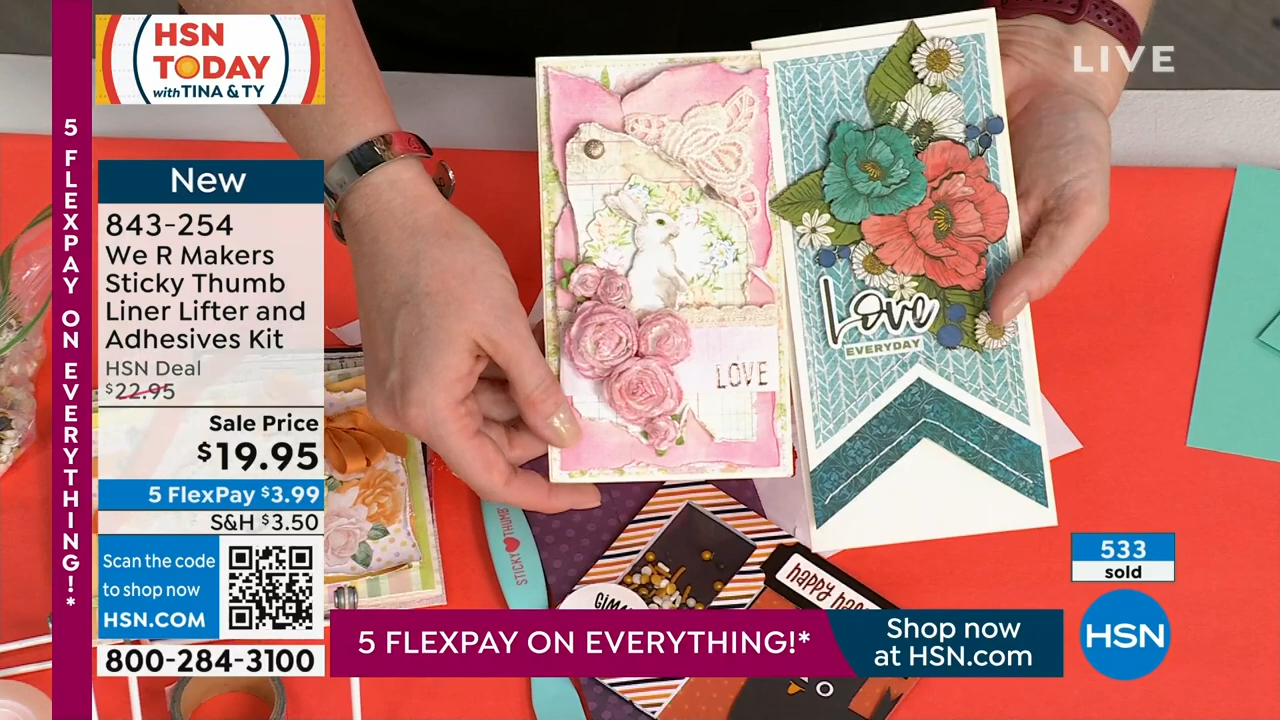 HSN
TODAY
with TINA & TY
LIVE
5 FLEXPAY ON EVERYTHING!*
New
843-254
We R Makers
Sticky Thumb
Liner Lifter and
Adhesives Kit
HSN Deal
$22.95
Sale Price
$19.95
5 FlexPay $3.99
S&H $3.50
Scan the code
to shop now
HSN.COM
800-284-3100
LOVE
Love
EVERYDAY
STICKY THUMB
happy
533
sold
5 FLEXPAY ON EVERYTHING!*
Shop now
at HSN.com
HSN